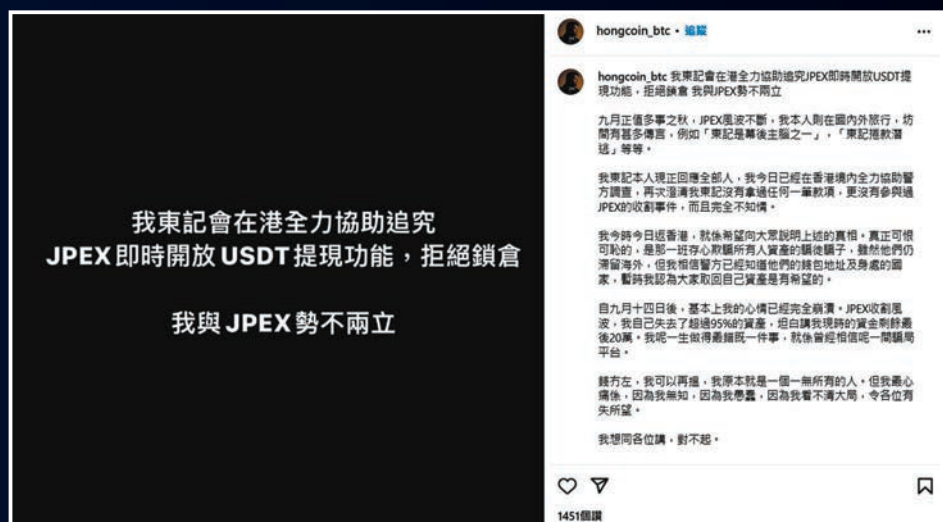 我東記會在港全力協助追究
JPEX 即時開放 USDT 提現功能，拒絕鎖倉
我與 JPEX 勢不兩立
hongcoin_btc • 追蹤
hongcoin_btc 我東記會在港全力協助追究JPEX即時開放USDT提
現功能，拒絕鎖倉 我與JPEX勢不兩立
九月正值多事之秋，JPEX風波不斷，我本人則在國內外旅行，坊
間有甚多傳言，例如「東記是幕後主腦之一」，「東記捲款潛
逃」等等。
我東記本人現正回應全部人，我今日已經在香港境內全力協助警
方調查，再次澄清我東記沒有拿過任何一筆款項，更沒有參與過
JPEX的收割事件，而且完全不知情。
我今時今日返香港，就係希望向大眾說明上述的真相。真正可恨
可恥的，是那一班存心欺騙所有人資產的騙徒騙子，雖然他們仍
滯留海外，但我相信警方已經知道他們的錢包地址及身處的國
家，暫時我認為大家取回自己資產是有希望的。
自九月十四日後，基本上我的心情已經完全崩潰。JPEX收割風
波，我自己失去了超過95%的資產，坦白講我現時的資金剩餘最
後20萬。我呢一生做得最錯既一件事，就係曾經相信呢一間騙局
平台。
錢冇左，我可以再搵，我原本就是一個一無所有的人。但我最心
痛係，因為我無知，因為我愚蠢，因為我看不清大局，令各位有
失所望。
我想同各位講，對不起。
1451個讚